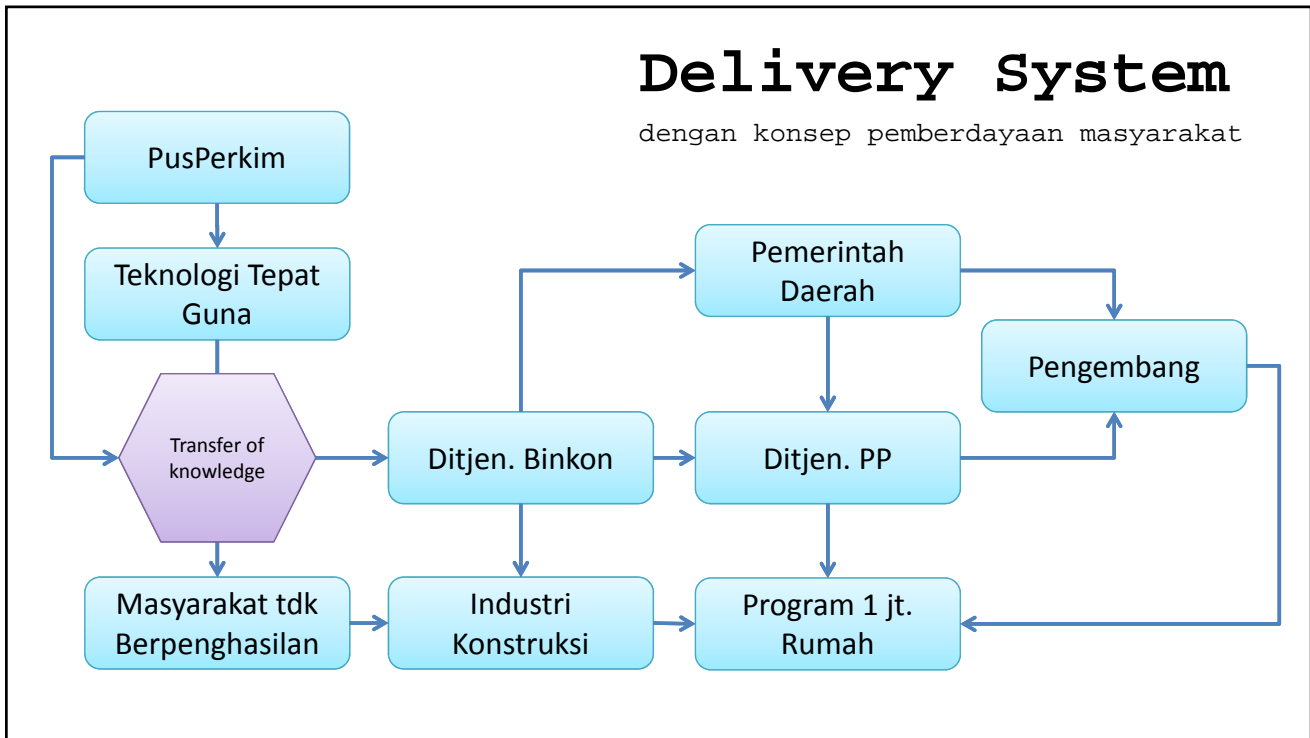 Delivery System
dengan konsep pemberdayaan masyarakat
PusPerkim
Teknologi Tepat
Guna
Transfer of
knowledge
Masyarakat tdk
Berpenghasilan
Ditjen. Binkon
Industri
Konstruksi
Pemerintah
Daerah
Ditjen. PP
Program 1 jt.
Rumah
Pengembang